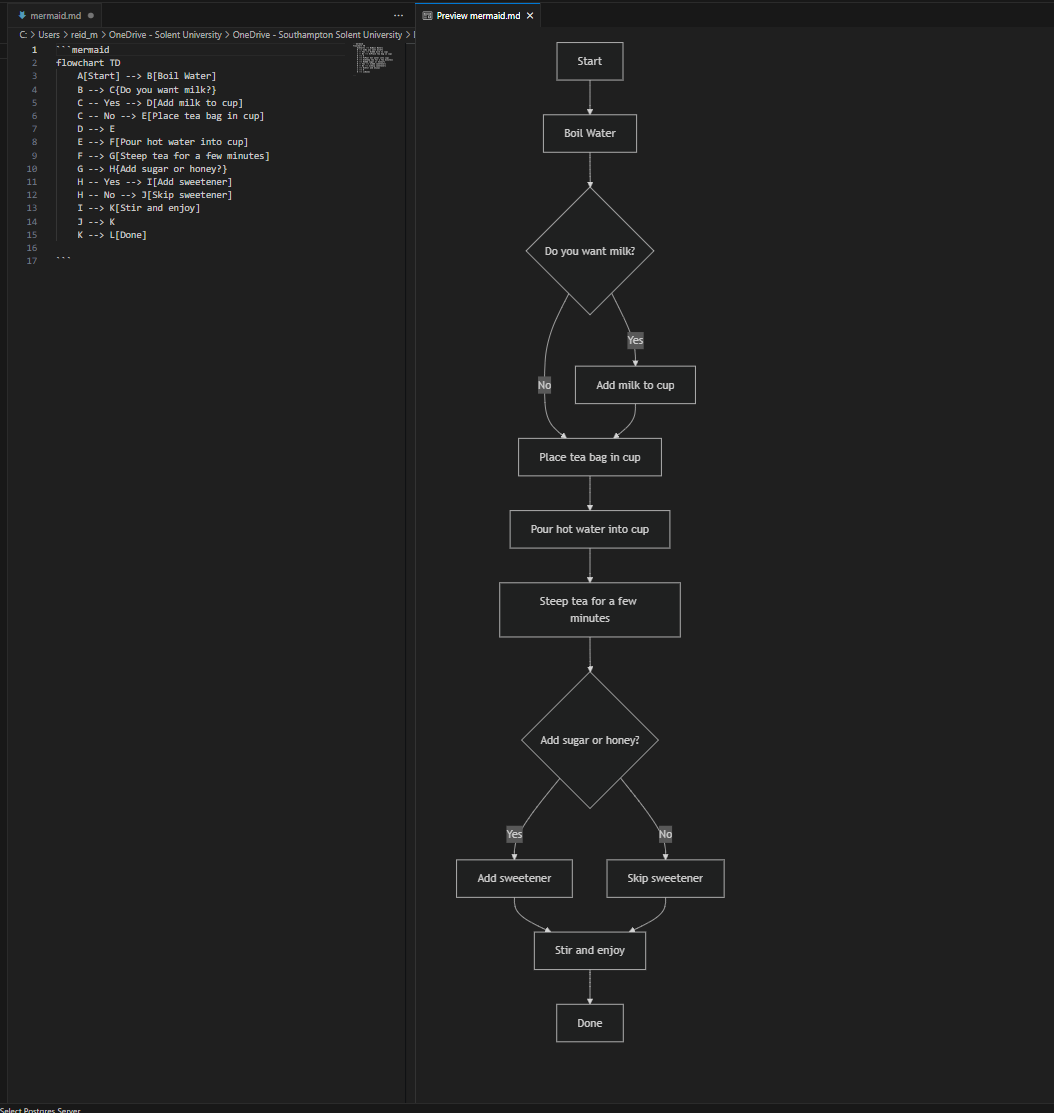 mermaid.md
Preview mermaid.md
C: > Users > reid_m > OneDrive - Solent University > OneDrive - Southampton Solent University >
1 ```mermaid
2 flowchart TD
3 A[Start] --> B[Boil Water]
4 B --> C{Do you want milk?}
5 C -- Yes --> D[Add milk to cup]
6 C -- No --> E[Place tea bag in cup]
7 D --> E
8 E --> F[Pour hot water into cup]
9 F --> G[Steep tea for a few minutes]
10 G --> H{Add sugar or honey?}
11 H -- Yes --> I[Add sweetener]
12 H -- No --> J[Skip sweetener]
13 I --> K[Stir and enjoy]
14 J --> K
15 K --> L[Done]
16
17 ```
Start
Boil Water
Do you want milk?
Yes
No
Add milk to cup
Place tea bag in cup
Pour hot water into cup
Steep tea for a few
minutes
Add sugar or honey?
Yes
No
Add sweetener
Skip sweetener
Stir and enjoy
Done
Select Postgres Server